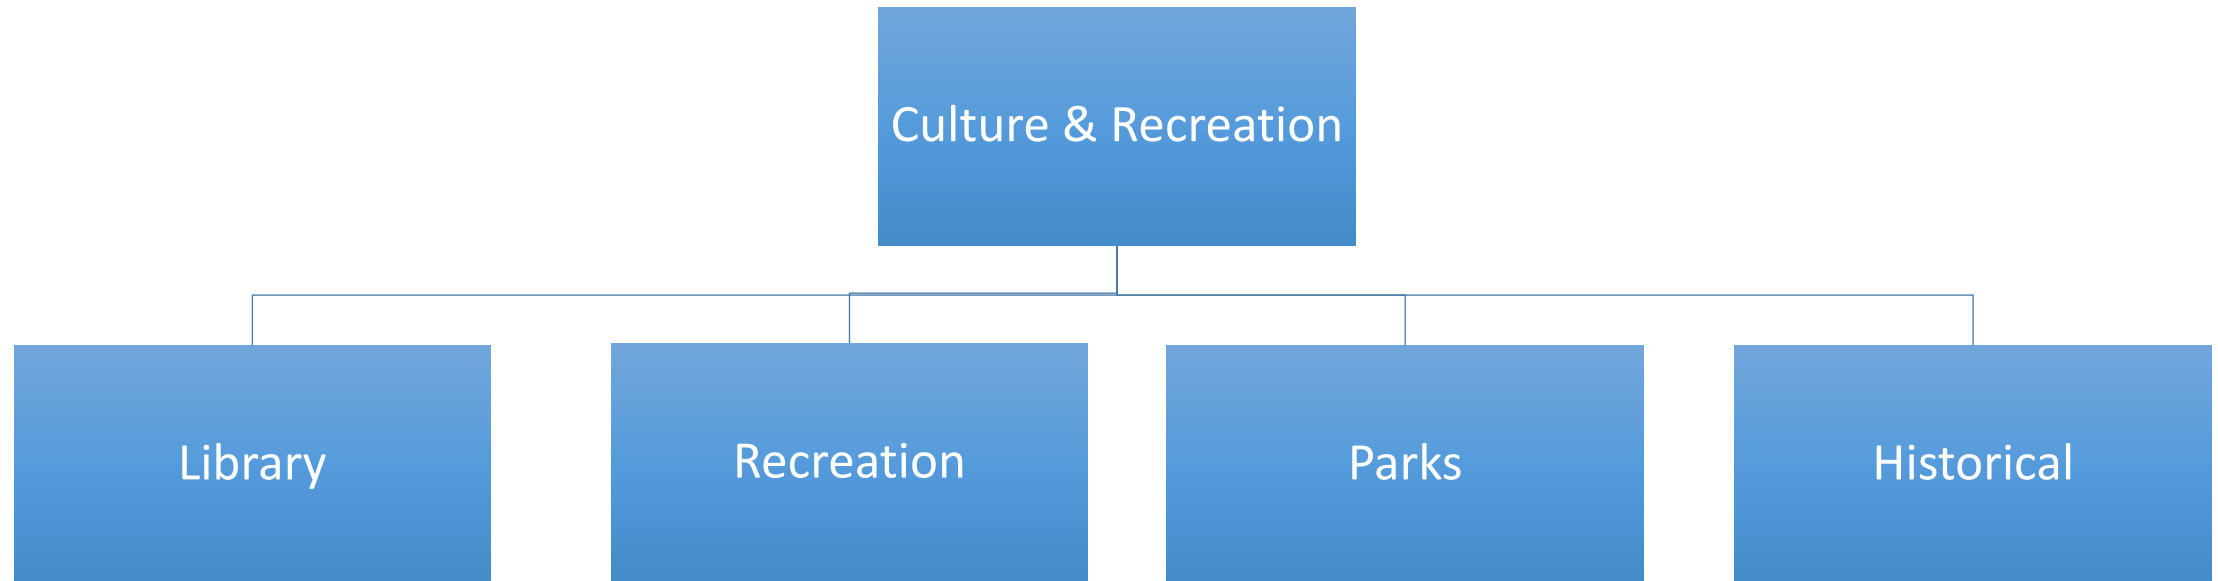 Culture & Recreation
Library
Recreation
Parks
Historical